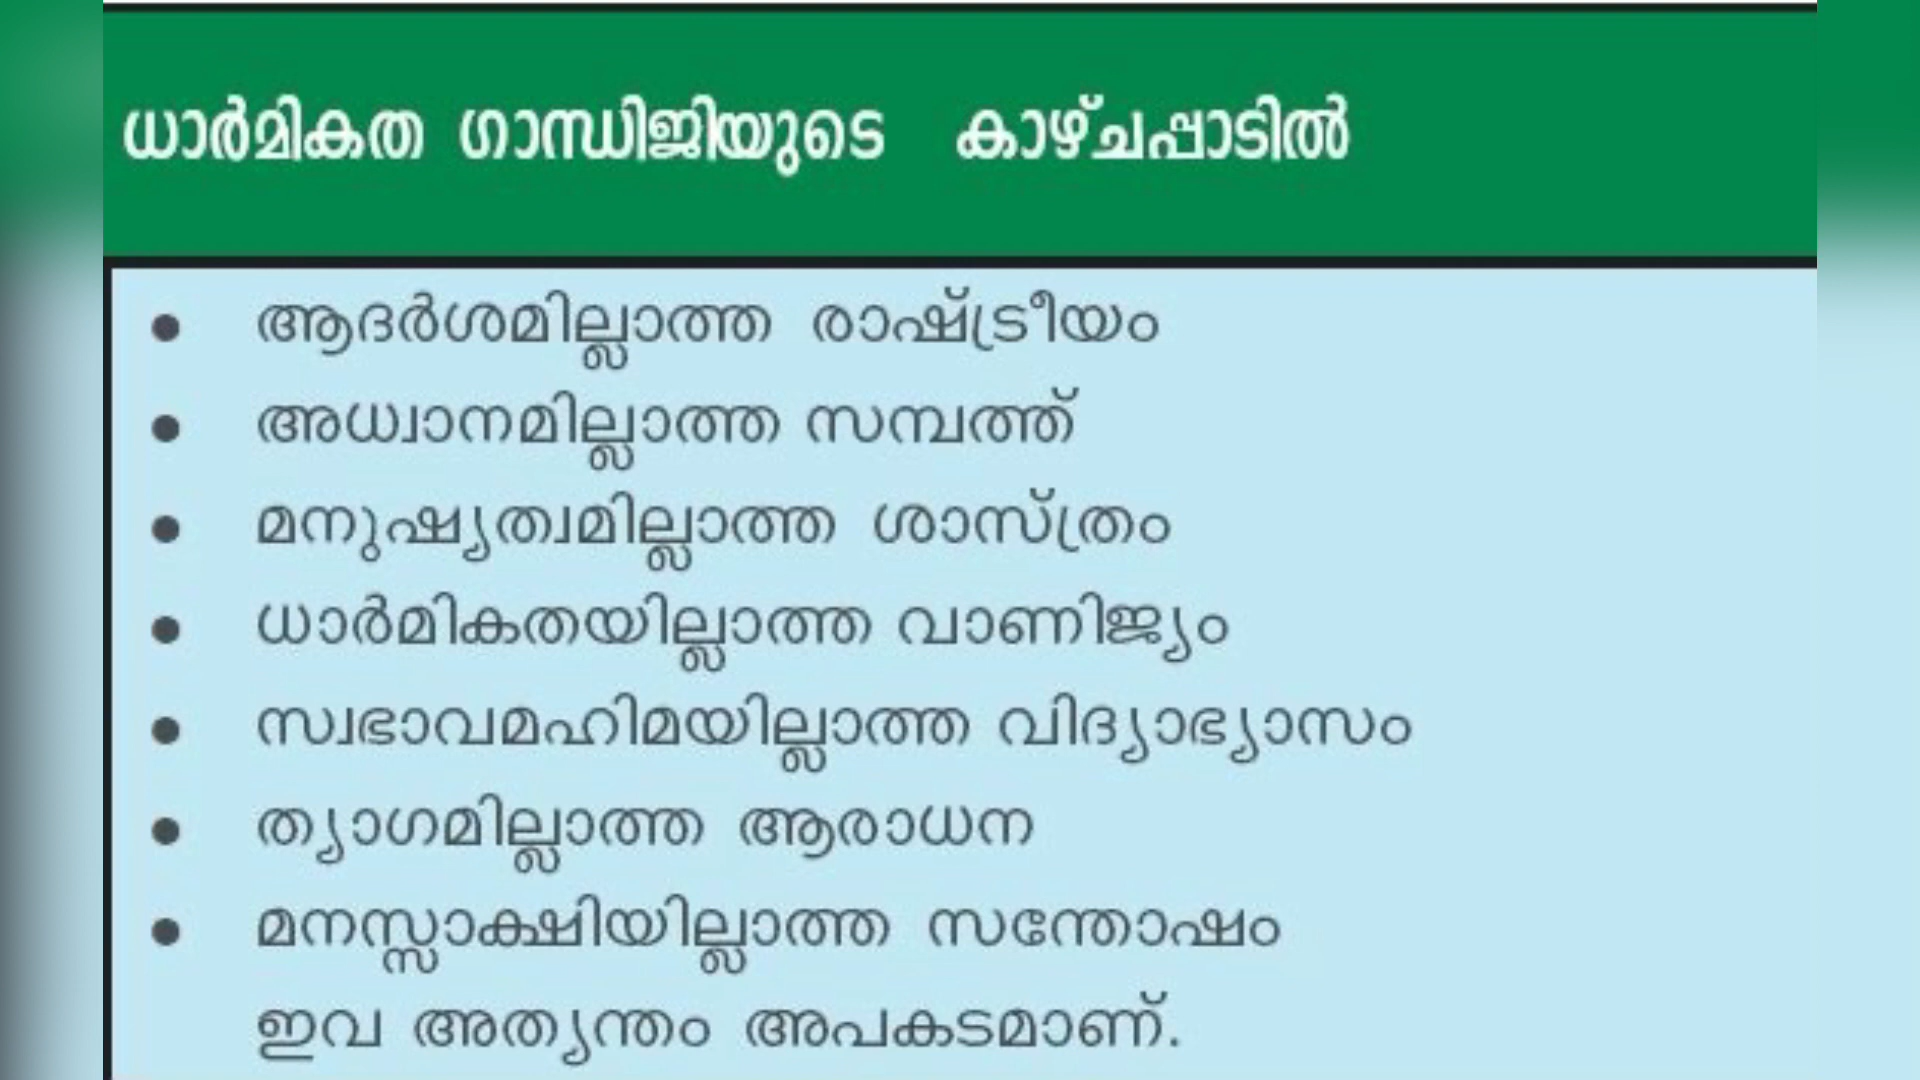 ധാർമികത ഗാന്ധിജിയുടെ കാഴ്ചപ്പാടിൽ
• ആദർശമില്ലാത്ത രാഷ്ട്രീയം
• അധ്വാനമില്ലാത്ത സമ്പത്ത്
• മനുഷ്യത്വമില്ലാത്ത ശാസ്ത്രം
• ധാർമികതയില്ലാത്ത വാണിജ്യം
• സ്വഭാവമഹിമയില്ലാത്ത വിദ്യാഭ്യാസം
• ത്യാഗമില്ലാത്ത ആരാധന
• മനസ്സാക്ഷിയില്ലാത്ത സന്തോഷം
ഇവ അത്യന്തം അപകടമാണ്.